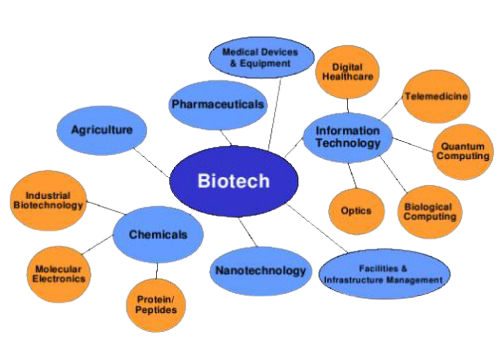 Medical Devices
& Equipment
Digital
Healthcare
Pharmaceuticals
Telemedicine
Agriculture
Information
Technology
Quantum
Computing
Biotech
Industrial
Biotechnology
Optics
Biological
Computing
Chemicals
Molecular
Electronics
Nanotechnology
Facilities &
Infrastructure Management
Protein/
Peptides